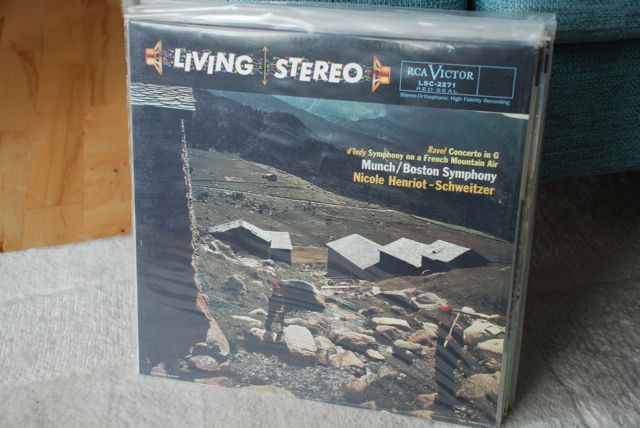 LIVING STEREO
RCA VICTOR
LSC-2271
RED SEAL
Stereo-Orthophonic High Fidelity Recording
Ravel Concerto in G
d'Indy Symphony on a French Mountain Air
Munch/Boston Symphony
Nicole Henriot-Schweitzer